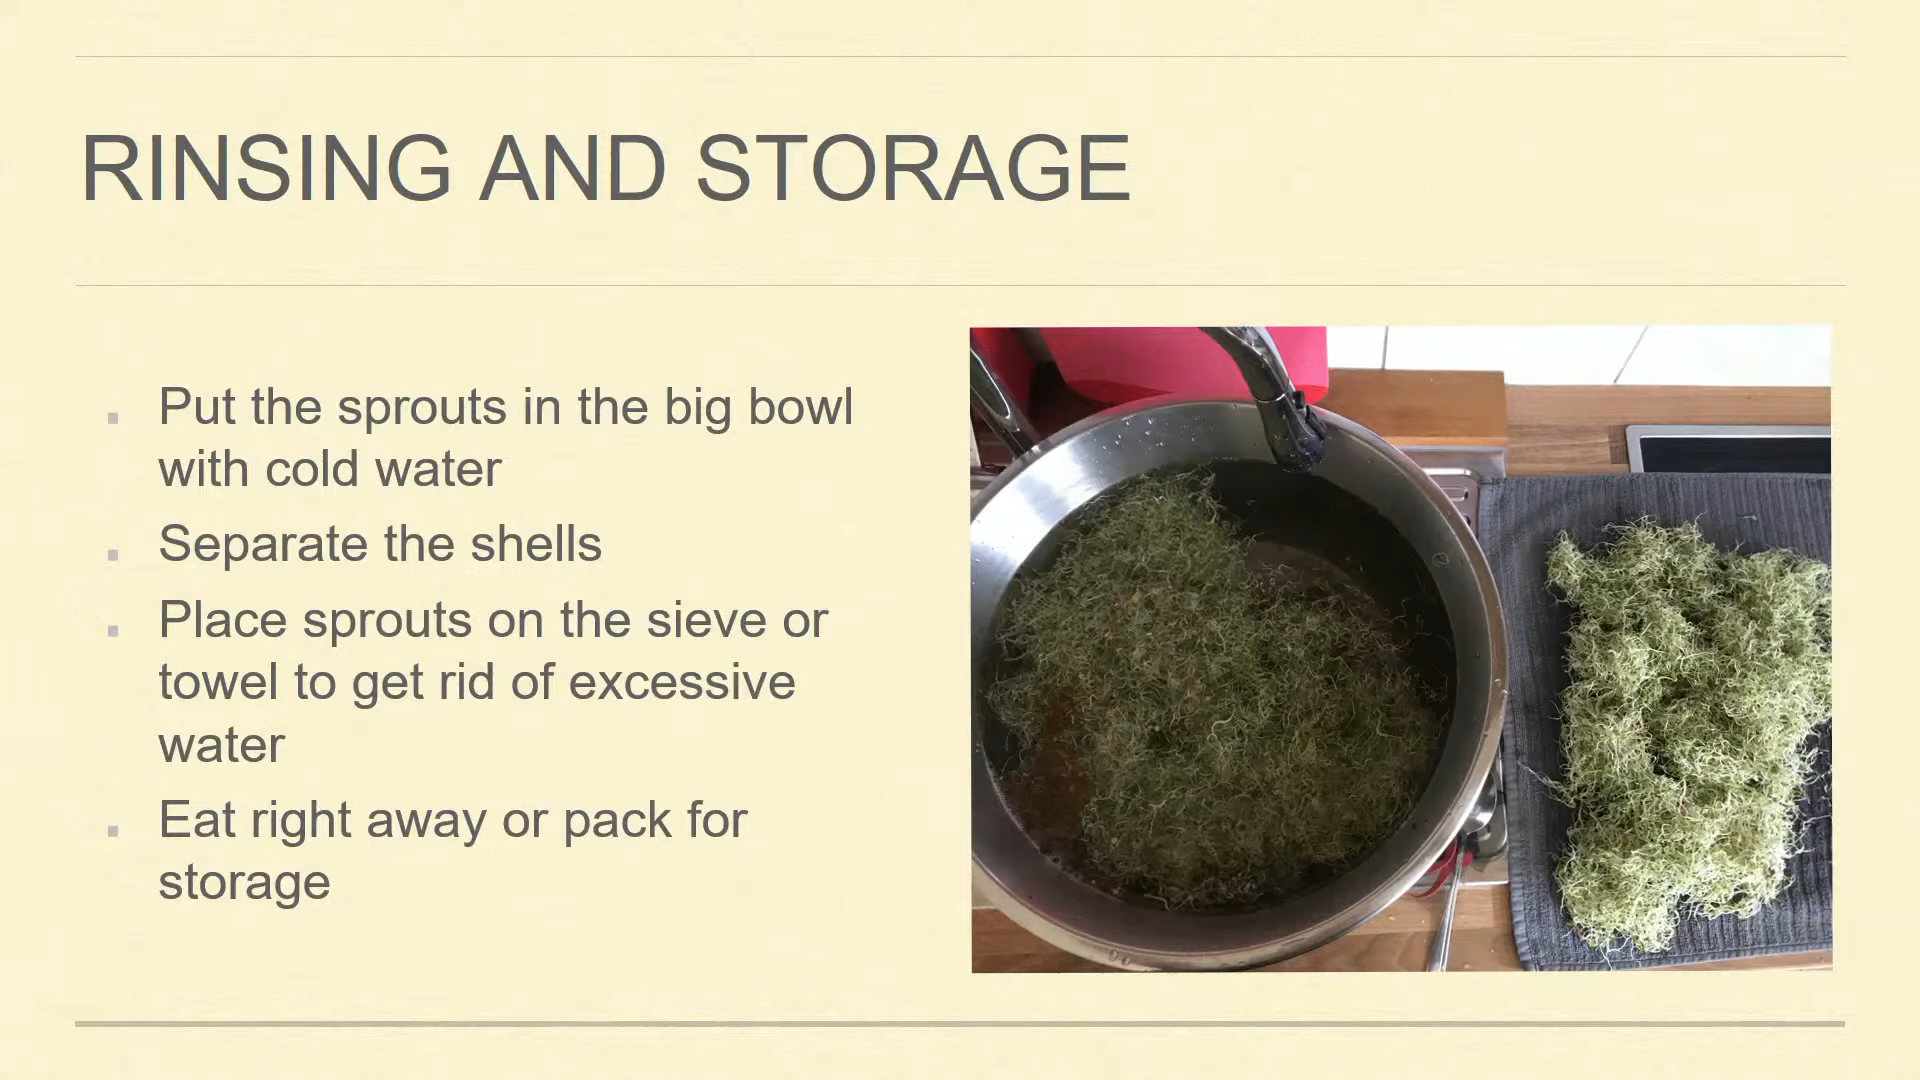 RINSING AND STORAGE
Put the sprouts in the big bowl
with cold water
Separate the shells
Place sprouts on the sieve or
towel to get rid of excessive
water
Eat right away or pack for
storage